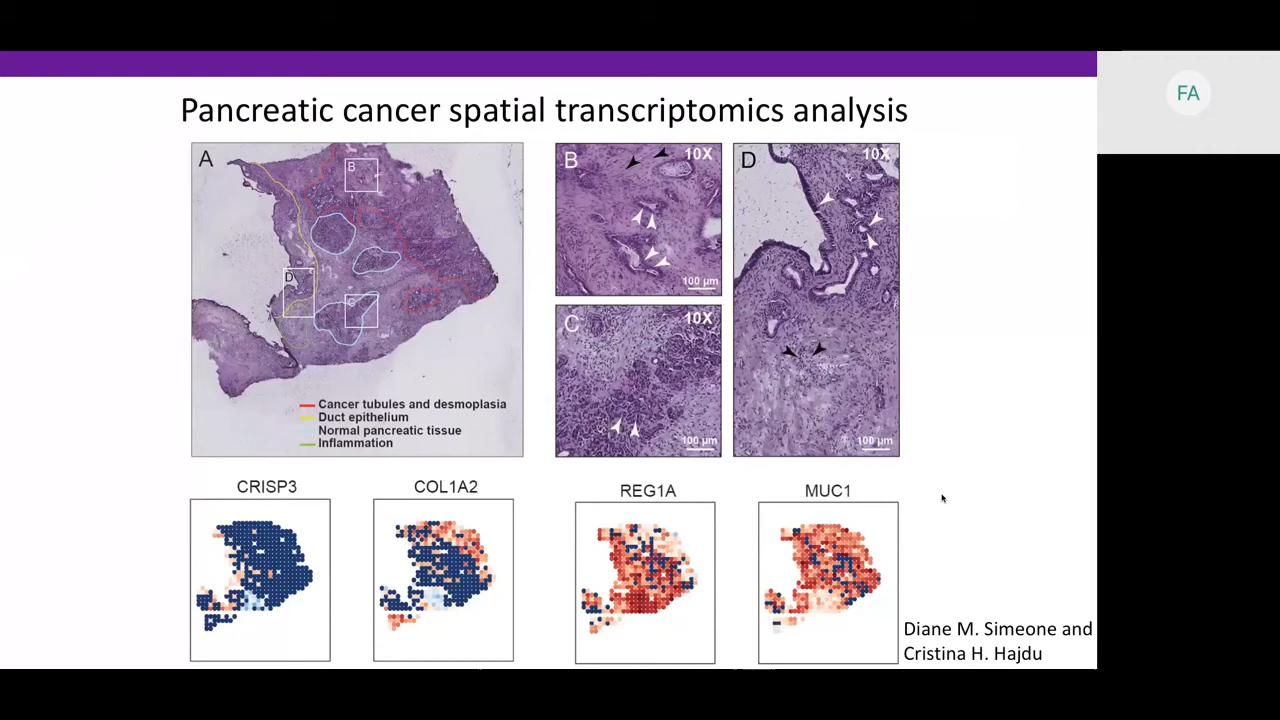 FA
Pancreatic cancer spatial transcriptomics analysis
A
B
D
C
Cancer tubules and desmoplasia
Duct epithelium
Normal pancreatic tissue
Inflammation
B
10X
100 µm
C
10X
100 µm
D
10X
100 µm
CRISP3
COL1A2
REG1A
MUC1
Diane M. Simeone and
Cristina H. Hajdu